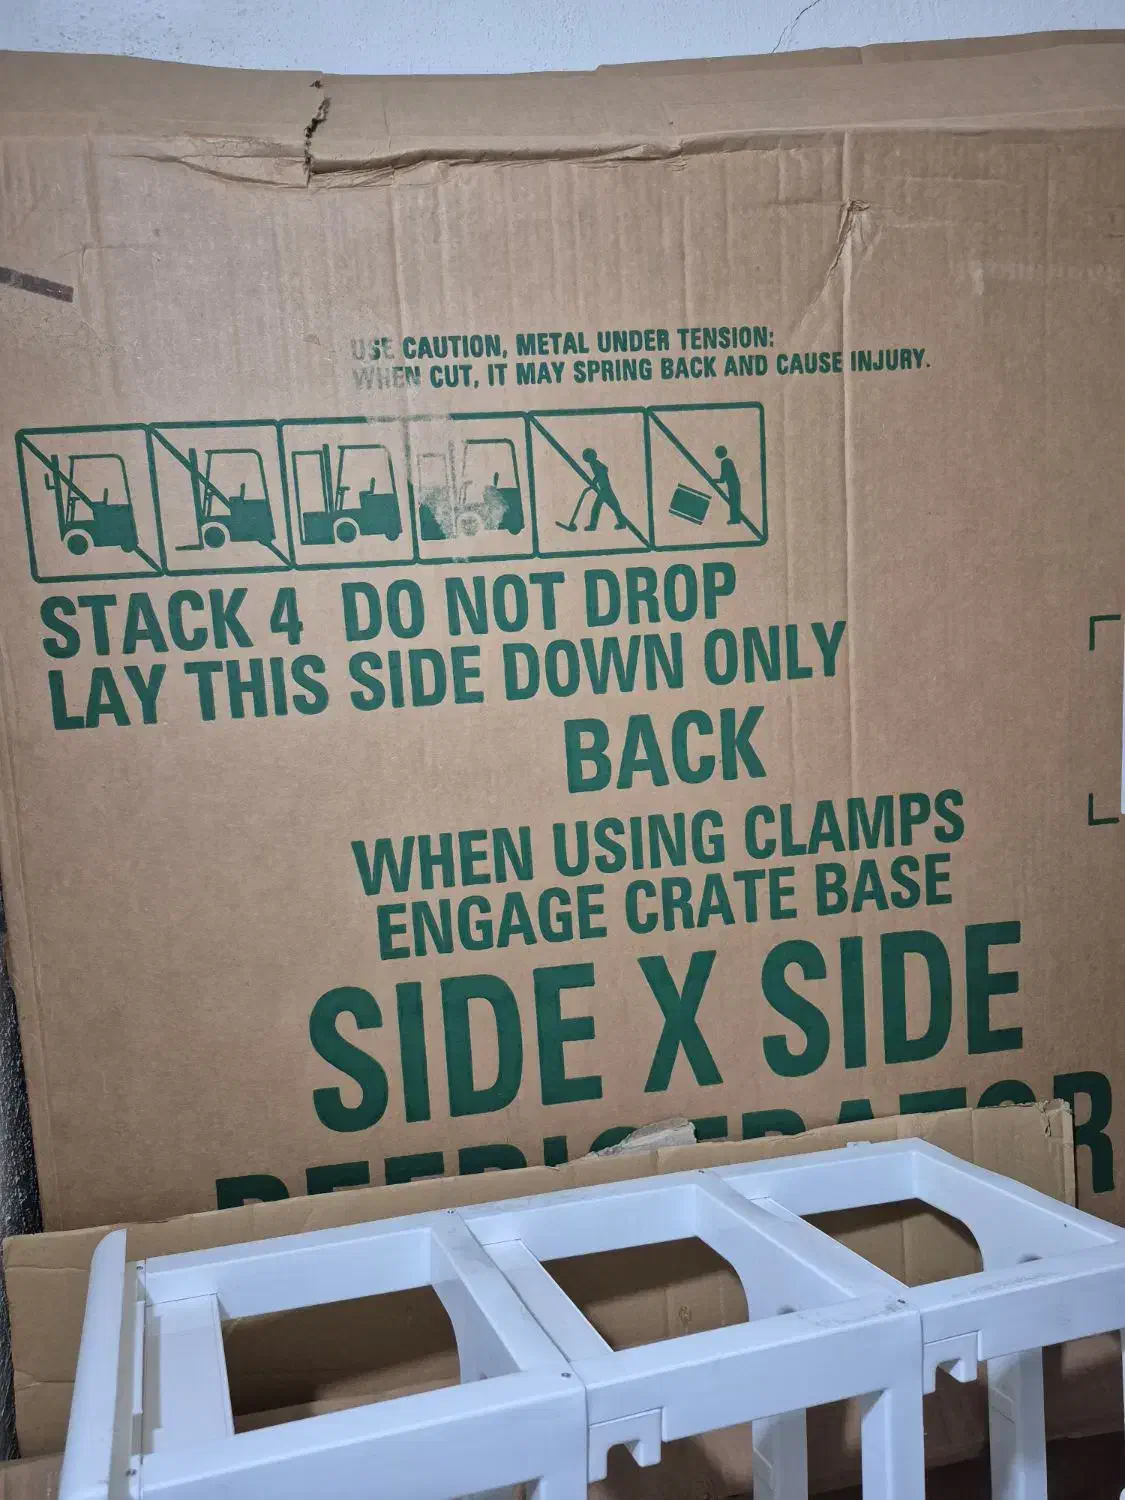 USE CAUTION, METAL UNDER TENSION:
WHEN CUT, IT MAY SPRING BACK AND CAUSE INJURY.
STACK 4 DO NOT DROP
LAY THIS SIDE DOWN ONLY
BACK
WHEN USING CLAMPS
ENGAGE CRATE BASE
SIDE X SIDE
REFRIGERATOR